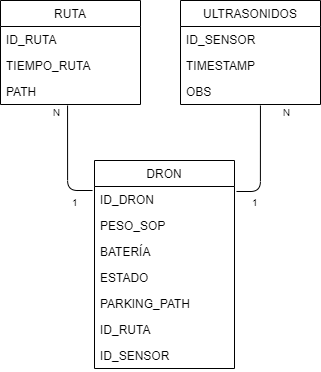 RUTA
ID_RUTA
TIEMPO_RUTA
PATH
ULTRASONIDOS
ID_SENSOR
TIMESTAMP
OBS
N
N
1
1
DRON
ID_DRON
PESO_SOP
BATERÍA
ESTADO
PARKING_PATH
ID_RUTA
ID_SENSOR